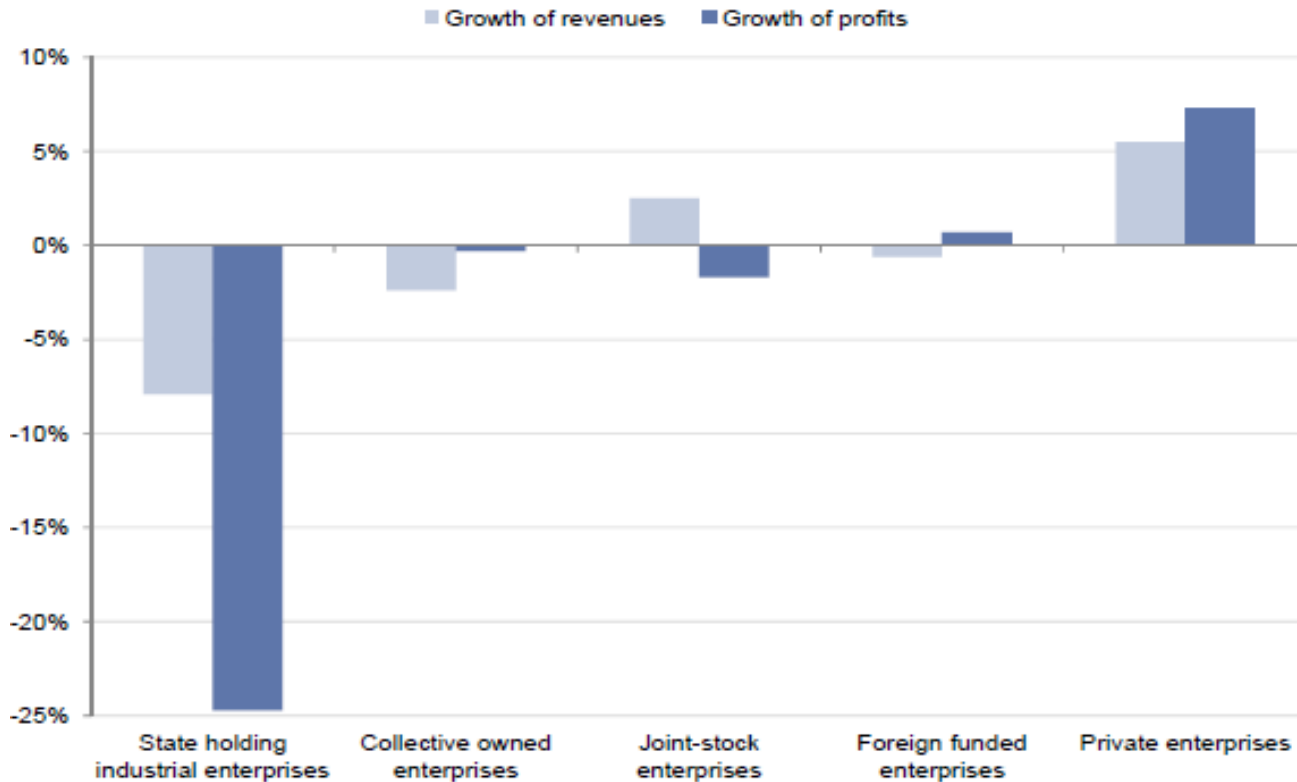 Growth of revenues Growth of profits
10%
5%
0%
-5%
-10%
-15%
-20%
-25%
State holding industrial enterprises
Collective owned enterprises
Joint-stock enterprises
Foreign funded enterprises
Private enterprises